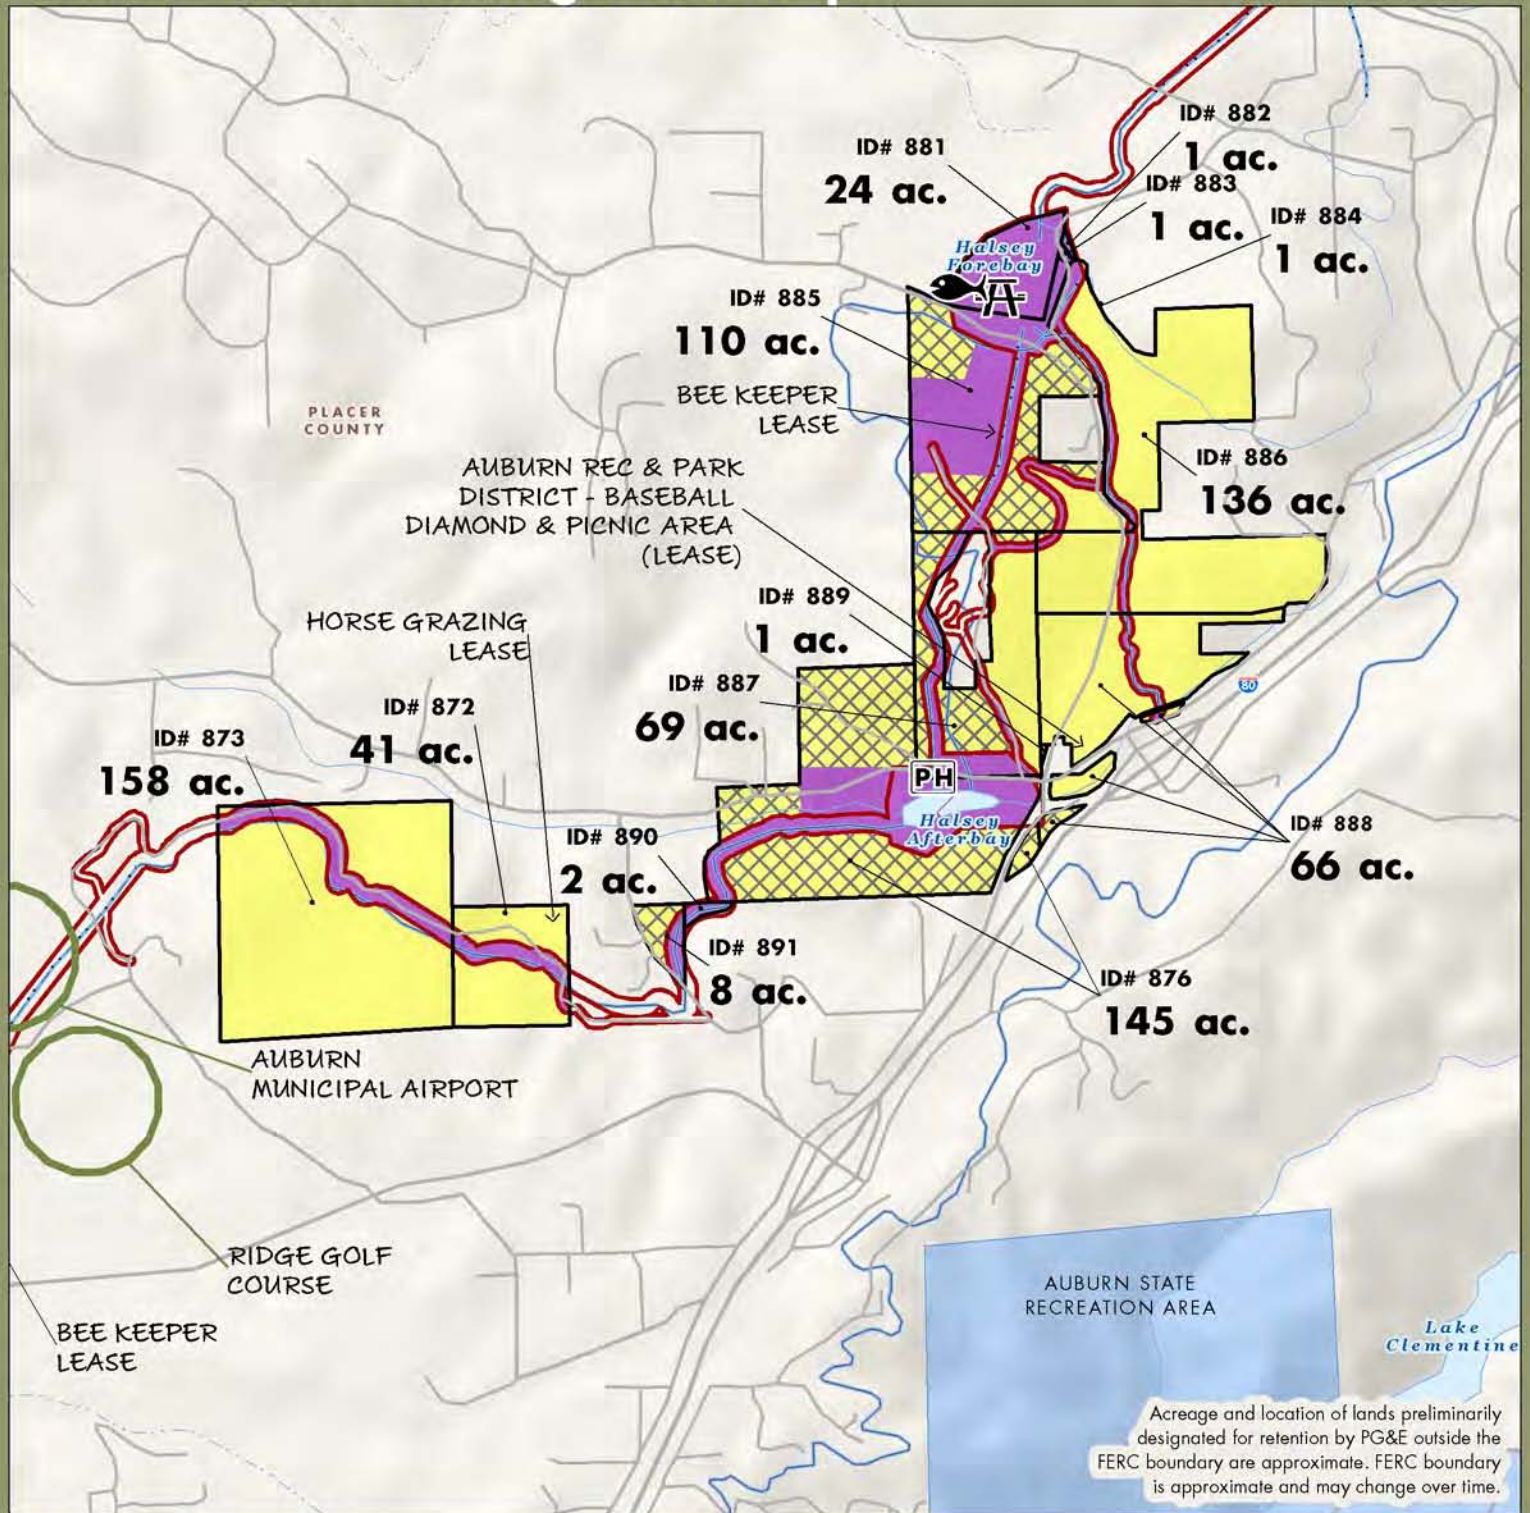 ID# 882
1 ac.
ID# 881
24 ac.
ID# 883
1 ac.
ID# 884
1 ac.
Halsey
Forebay
ID# 885
110 ac.
BEE KEEPER
LEASE
PLACER
COUNTY
ID# 886
136 ac.
AUBURN REC & PARK
DISTRICT - BASEBALL
DIAMOND & PICNIC AREA
(LEASE)
ID# 889
1 ac.
HORSE GRAZING
LEASE
ID# 887
69 ac.
80
ID# 872
41 ac.
ID# 873
158 ac.
PH
Halsey
Afterbay
ID# 888
66 ac.
ID# 890
2 ac.
ID# 891
8 ac.
ID# 876
145 ac.
AUBURN
MUNICIPAL AIRPORT
RIDGE GOLF
COURSE
BEE KEEPER
LEASE
AUBURN STATE
RECREATION AREA
Lake
Clementine
Acreage and location of lands preliminarily
designated for retention by PG&E outside the
FERC boundary are approximate. FERC boundary
is approximate and may change over time.